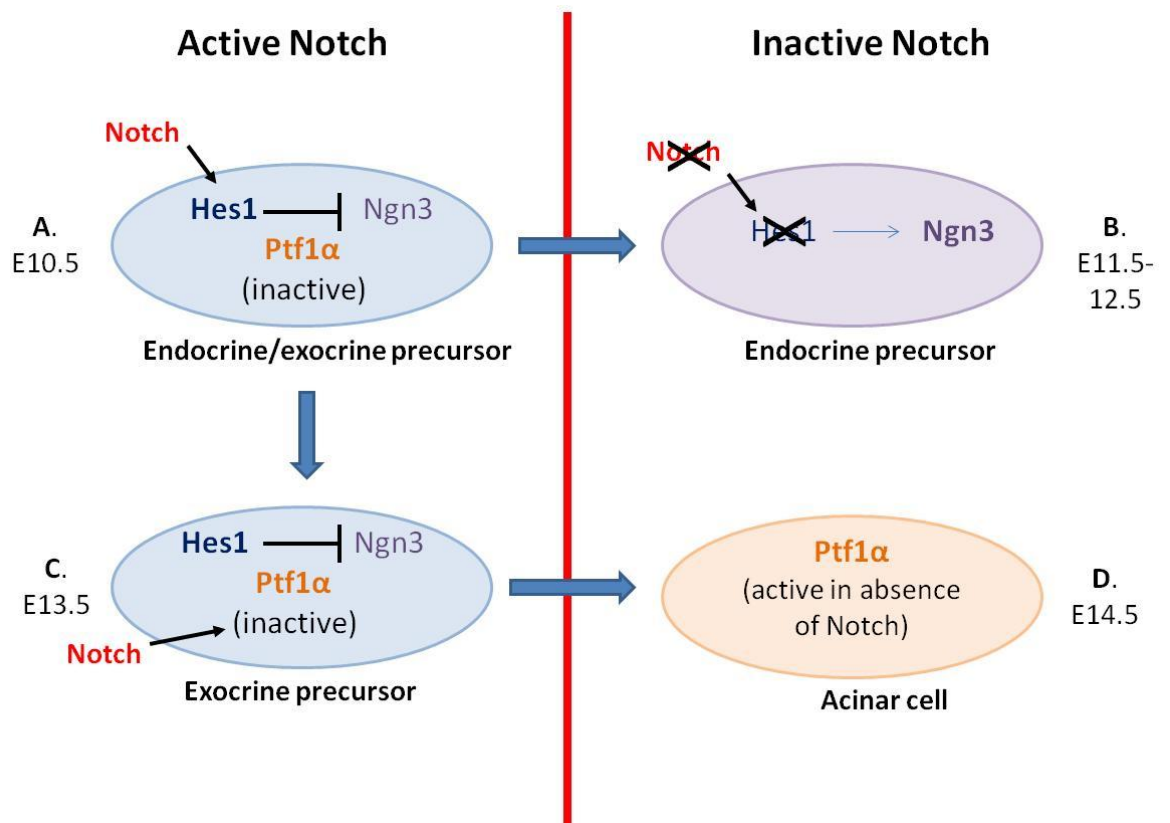 Active Notch
Inactive Notch
Notch
Hes1 Ngn3
Ptf1α
(inactive)
A.
E10.5
Endocrine/exocrine precursor
Notch
Hes1 Ngn3
B.
E11.5-
12.5
Endocrine precursor
Hes1 Ngn3
Ptf1α
(inactive)
C.
E13.5
Notch
Exocrine precursor
Ptf1α
(active in absence
of Notch)
D.
E14.5
Acinar cell